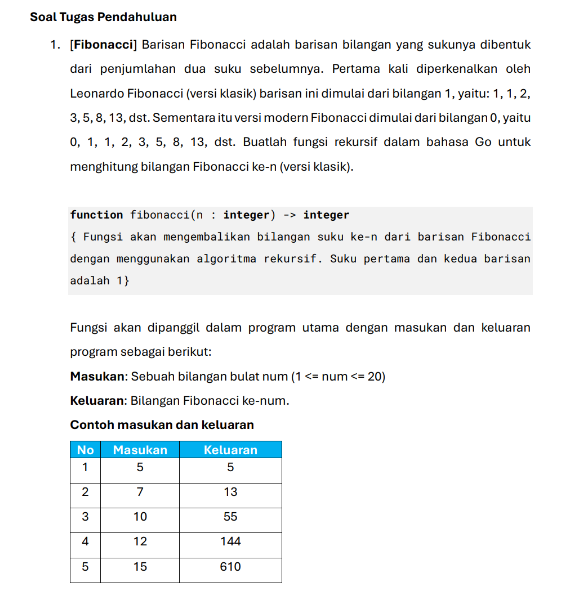 Soal Tugas Pendahuluan
1. [Fibonacci] Barisan Fibonacci adalah barisan bilangan yang sukunya dibentuk
dari penjumlahan dua suku sebelumnya. Pertama kali diperkenalkan oleh
Leonardo Fibonacci (versi klasik) barisan ini dimulai dari bilangan 1, yaitu: 1, 1, 2,
3, 5, 8, 13, dst. Sementara itu versi modern Fibonacci dimulai dari bilangan 0, yaitu
0, 1, 1, 2, 3, 5, 8, 13, dst. Buatlah fungsi rekursif dalam bahasa Go untuk
menghitung bilangan Fibonacci ke-n (versi klasik).
function fibonacci(n : integer) -> integer
{ Fungsi akan mengembalikan bilangan suku ke-n dari barisan Fibonacci
dengan menggunakan algoritma rekursif. Suku pertama dan kedua barisan
adalah 1}
Fungsi akan dipanggil dalam program utama dengan masukan dan keluaran
program sebagai berikut:
Masukan: Sebuah bilangan bulat num (1 <= num <= 20)
Keluaran: Bilangan Fibonacci ke-num.
Contoh masukan dan keluaran
No Masukan Keluaran
1 5 5
2 7 13
3 10 55
4 12 144
5 15 610